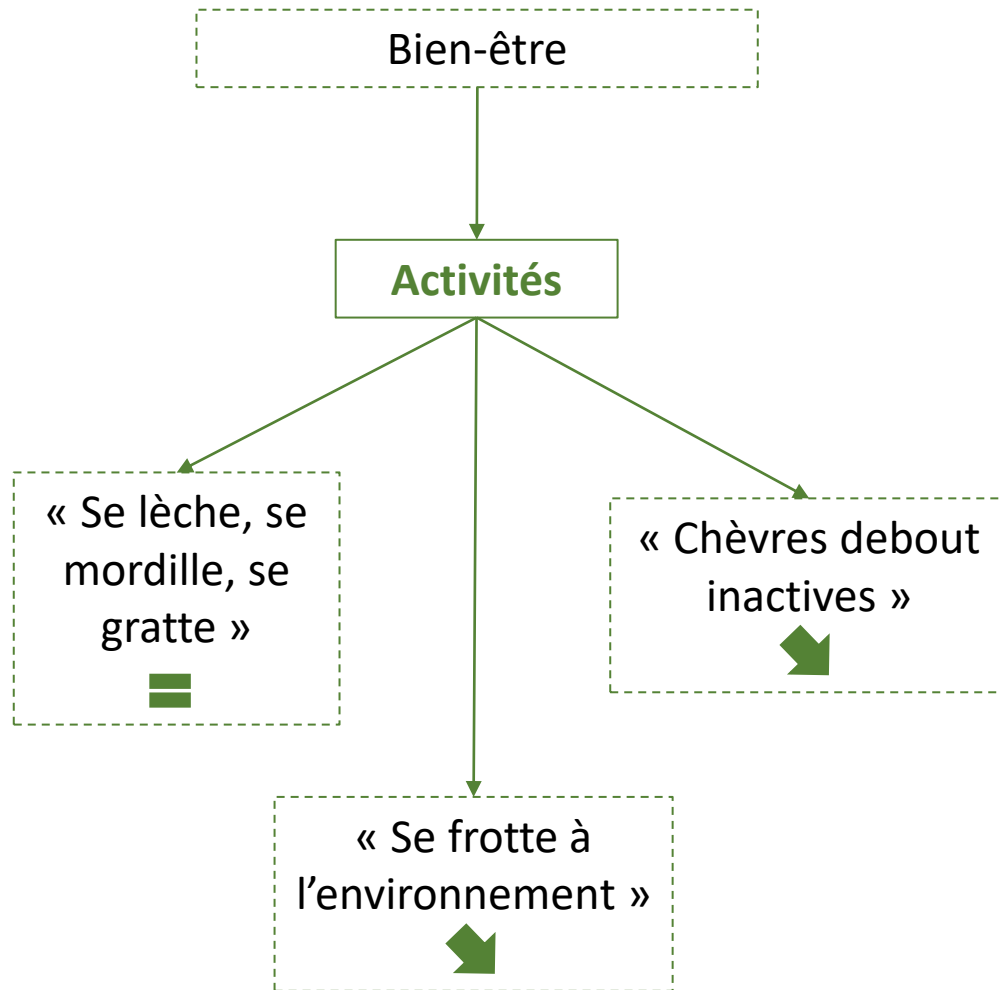 Bien-être
Activités
« Se lèche, se
mordille, se
gratte »
« Chèvres debout
inactives »
« Se frotte à
l’environnement »